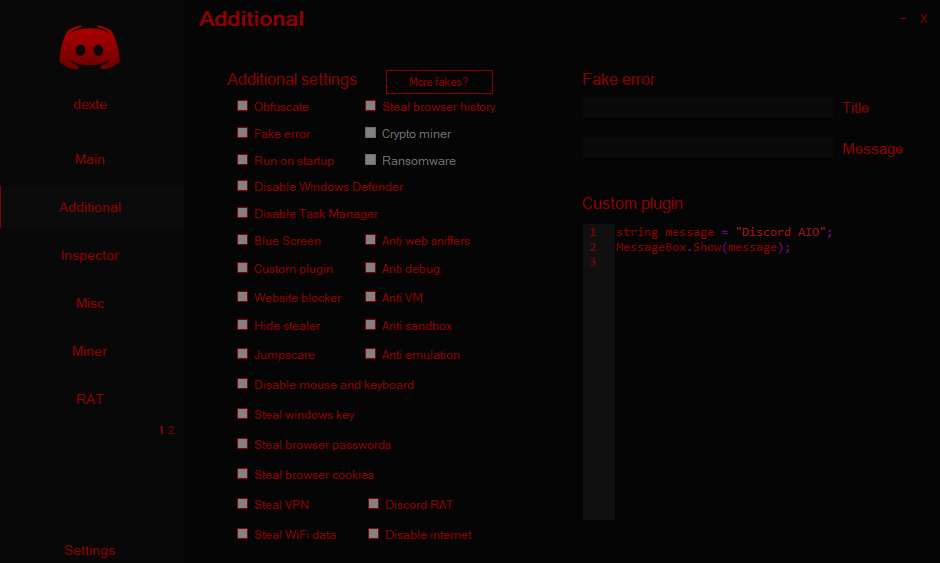 Additional
– X
dexte
Main
Additional
Inspector
Misc
Miner
RAT
1 2
Settings
Additional settings
More fakes?
Obfuscate
Steal browser history
Fake error
Crypto miner
Run on startup
Ransomware
Disable Windows Defender
Disable Task Manager
Blue Screen
Anti web sniffers
Custom plugin
Anti debug
Website blocker
Anti VM
Hide stealer
Anti sandbox
Jumpscare
Anti emulation
Disable mouse and keyboard
Steal windows key
Steal browser passwords
Steal browser cookies
Steal VPN
Discord RAT
Steal WiFi data
Disable internet
Fake error
Title
Message
Custom plugin
1 string message = "Discord AIO";
2 MessageBox.Show(message);
3